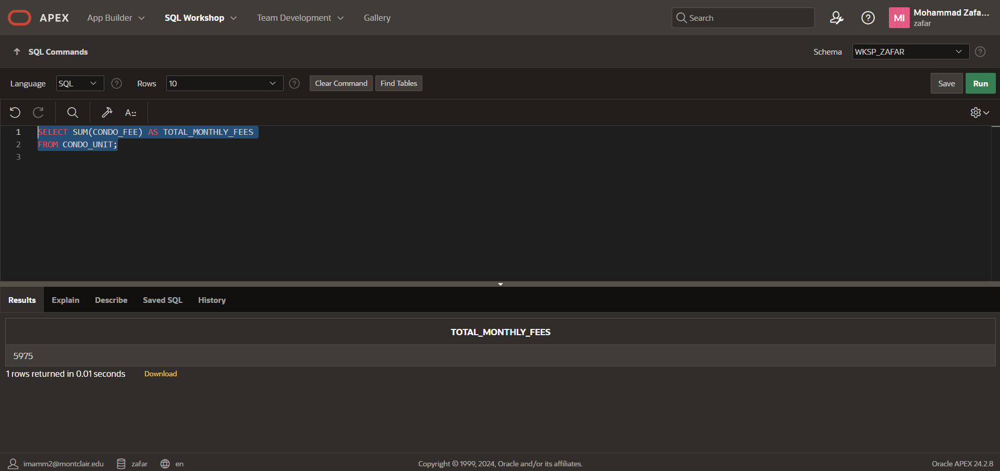 APEX App Builder SQL Workshop Team Development Gallery Search MI Mohammad Zafa...
zafar
SQL Commands Schema WKSP_ZAFAR
Language SQL Rows 10 Clear Command Find Tables Save Run
A::
1 SELECT SUM(CONDO_FEE) AS TOTAL_MONTHLY_FEES
2 FROM CONDO_UNIT;
3
Results Explain Describe Saved SQL History
TOTAL_MONTHLY_FEES
5975
1 rows returned in 0.01 seconds Download
imamm2@montclair.edu zafar en Copyright © 1999, 2024, Oracle and/or its affiliates. Oracle APEX 24.2.8